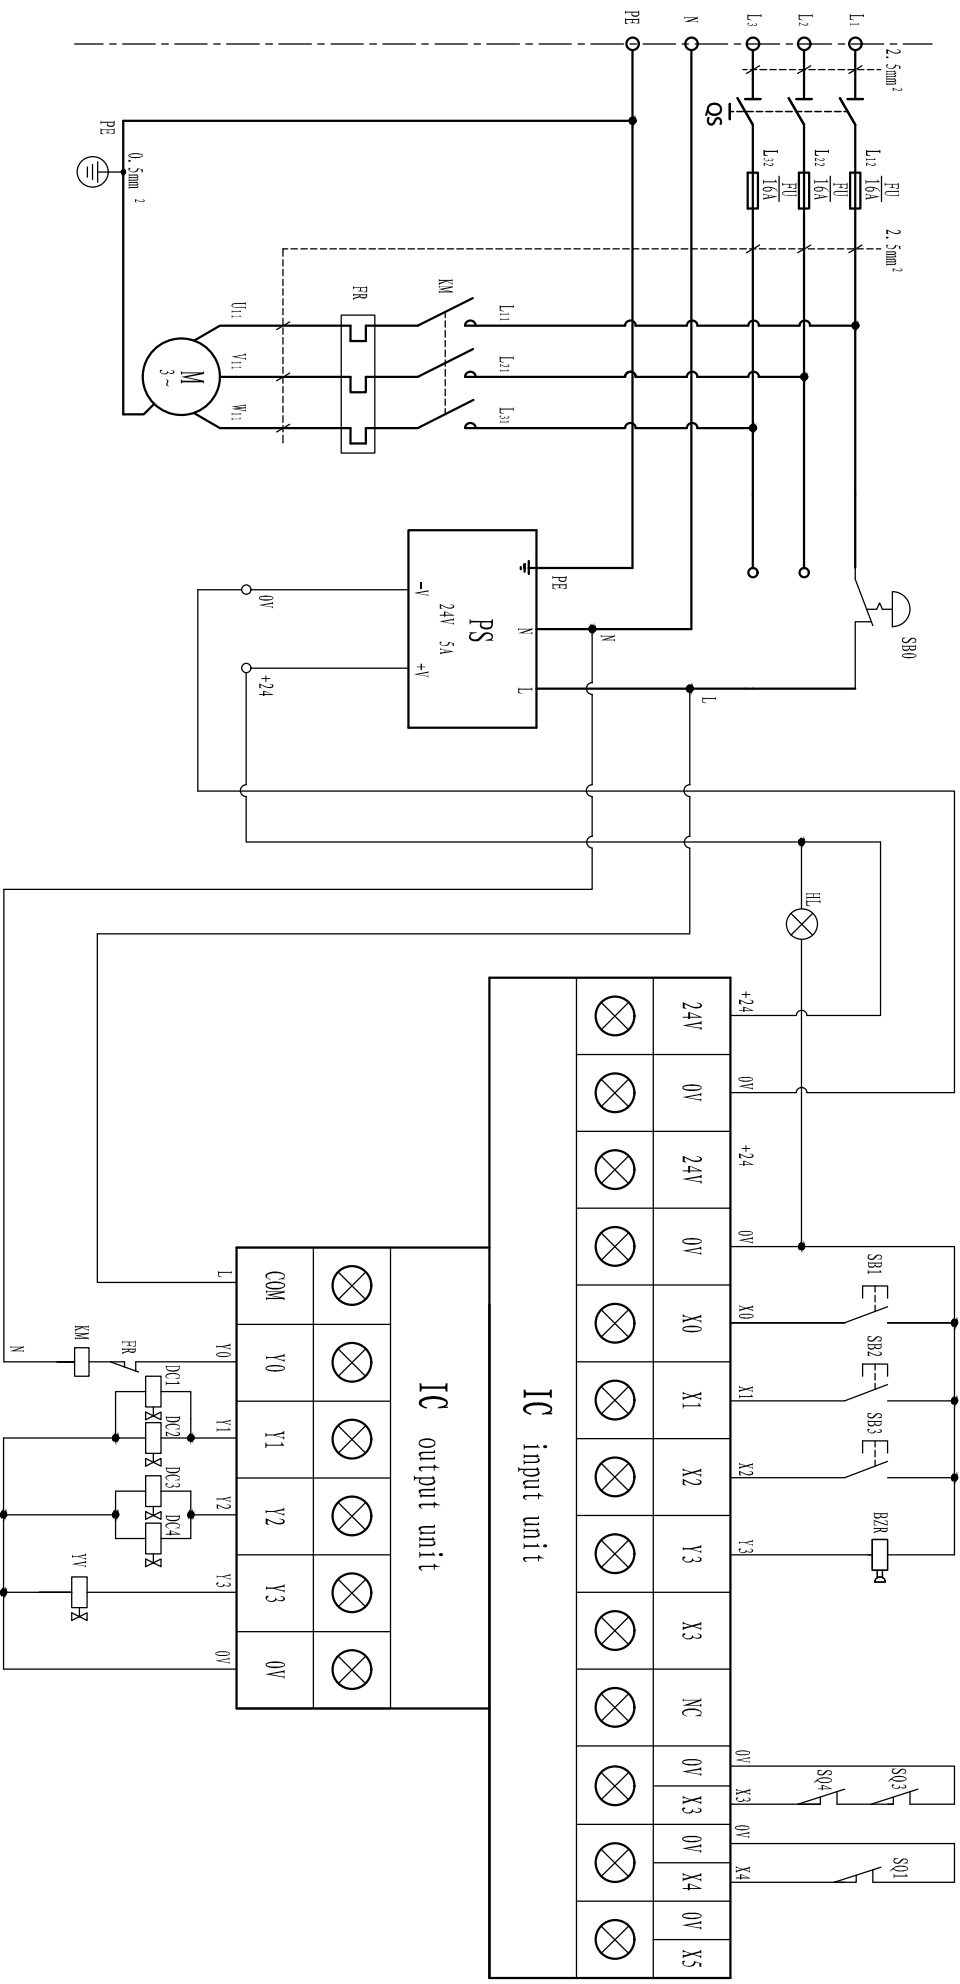 L1
L2
L3
N
PE
2.5mm²
QS
L12
FU
16A
L22
FU
16A
L32
FU
16A
2.5mm²
PE
0.5mm²
L11
L21
L31
KM
FR
U11
V11
W11
M
3~
SB0
PE
N
L
PS
24V 5A
-V
+V
N
L
0V
+24
HL
+24
0V
+24
0V
X0
X1
X2
Y3
0V
X3
0V
X4
SB1
SB2
SB3
BZR
SQ3
SQ4
SQ1
24V
0V
24V
0V
X0
X1
X2
Y3
X3
NC
0V
X3
0V
X4
0V
X5
IC input unit
IC output unit
COM
Y0
Y1
Y2
Y3
0V
L
Y0
Y1
Y2
Y3
0V
N
KM
FR
DC1
DC2
DC3
DC4
YV